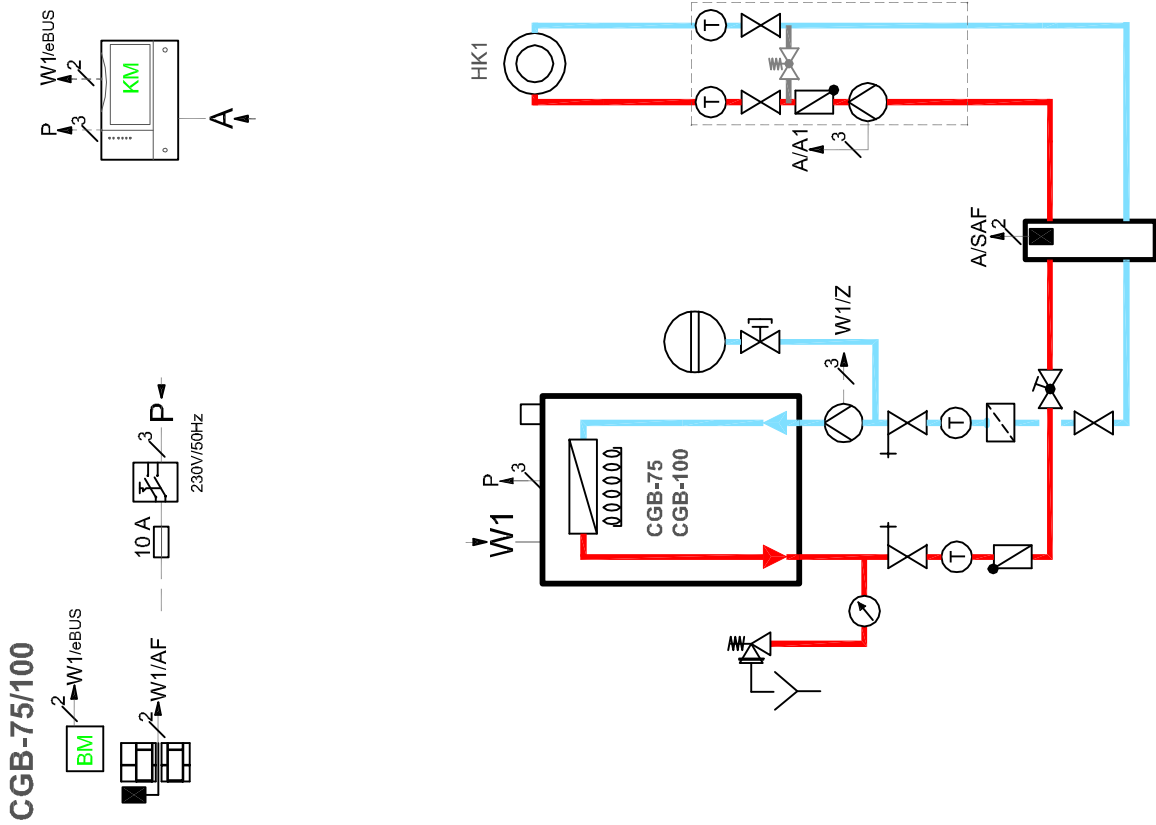 CGB-75/100
BM
2
W1/eBUS
2
W1/AF
10 A
3
P
230V/50Hz
P
3
W1/eBUS
2
KM
A
W1
P
3
CGB-75
CGB-100
3
W1/Z
T
T
A/SAF
2
HK1
T
T
A/A1
3